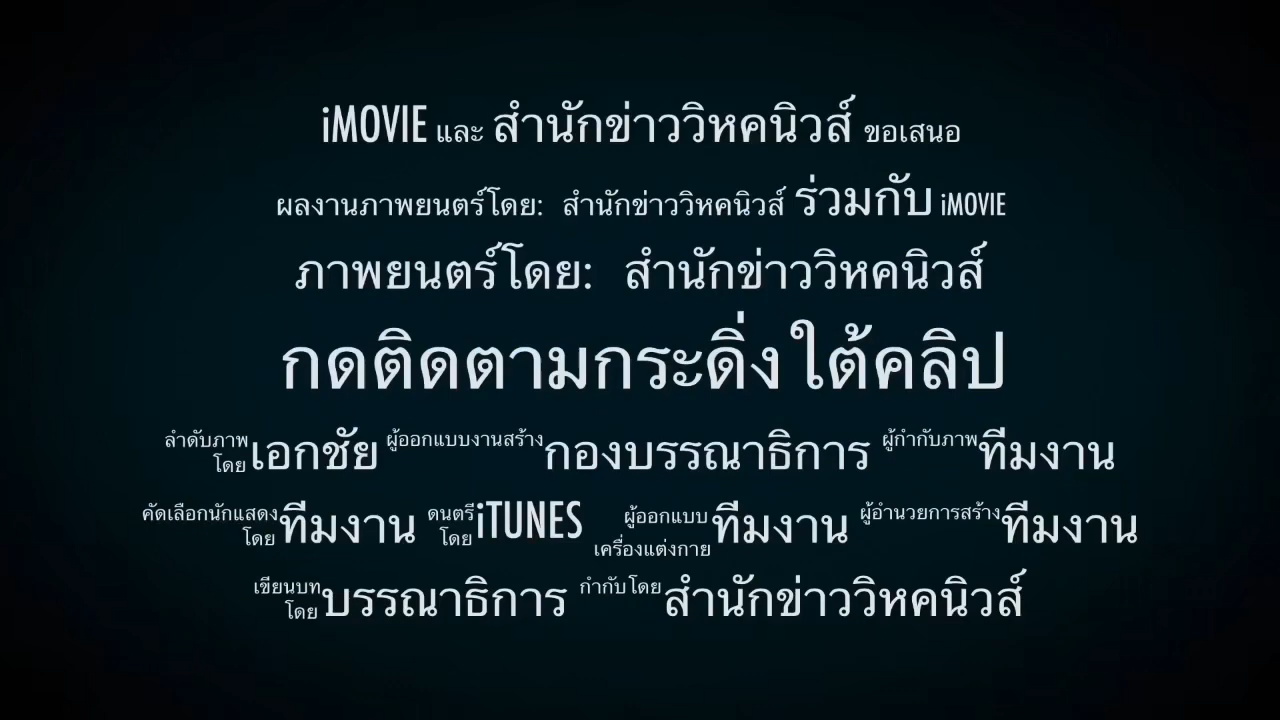 iMOVIE และ สำนักข่าววิหคนิวส์ ขอเสนอ
ผลงานภาพยนตร์โดย: สำนักข่าววิหคนิวส์ ร่วมกับ iMOVIE
ภาพยนตร์โดย: สำนักข่าววิหคนิวส์
กดติดตามกระดิ่ง ใต้คลิป
ลำดับภาพโดย เอกชัย ผู้ออกแบบงานสร้าง กองบรรณาธิการ ผู้กำกับภาพ ทีมงาน
คัดเลือกนักแสดงโดย ทีมงาน ดนตรีโดย iTUNES ผู้ออกแบบเครื่องแต่งกาย ทีมงาน ผู้อำนวยการสร้าง ทีมงาน
เขียนบทโดย บรรณาธิการ กำกับโดย สำนักข่าววิหคนิวส์